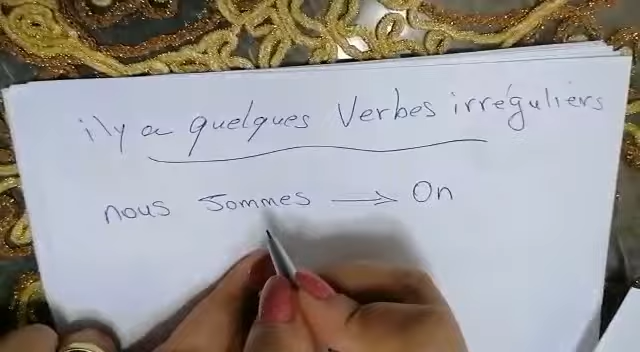 il y a quelques Verbes irréguliers
nous sommes → On